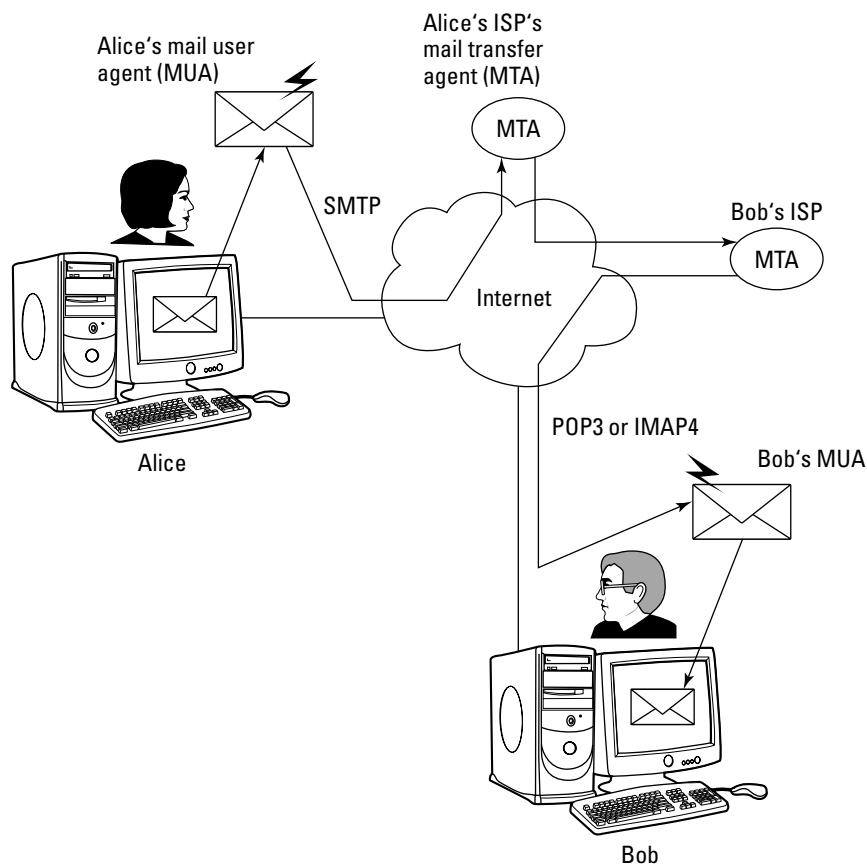 Alice‘s mail user
agent (MUA)
Alice‘s ISP‘s
mail transfer
agent (MTA)
MTA
SMTP
Bob‘s ISP
MTA
Internet
POP3 or IMAP4
Bob‘s MUA
Alice
Bob